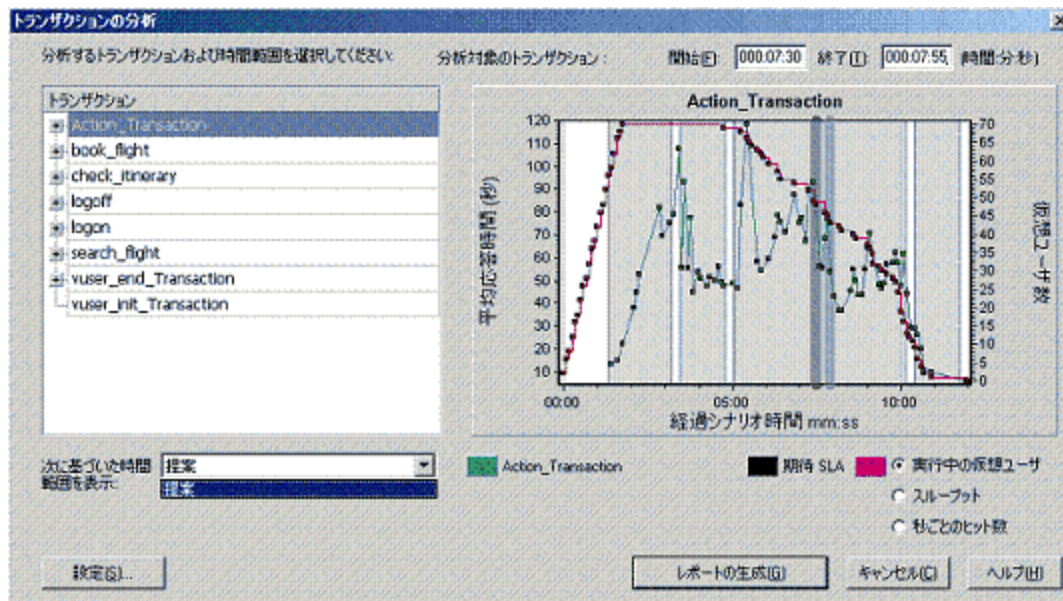 トランザクションの分析
分析するトランザクションおよび時間範囲を選択してください:
分析対象のトランザクション:
開始(F): 000:07:30 終了(T): 000:07:55, (時間:分:秒)
トランザクション
Action_Transaction
book_flight
check_itinerary
logoff
logon
search_flight
vuser_end_Transaction
vuser_init_Transaction
Action_Transaction
平均応答時間 (秒)
120
110
100
90
80
70
60
50
40
30
20
10
70
65
60
55
50
45
40
35
30
25
20
15
10
5
0
仮想ユーザ数
00:00 05:00 10:00
経過シナリオ時間 mm:ss
次に基づいた時間範囲を表示:
提案
提案
Action_Transaction
期待 SLA
実行中の仮想ユーザ
スループット
秒ごとのヒット数
設定(S)...
レポートの生成(G)
キャンセル(C)
ヘルプ(H)